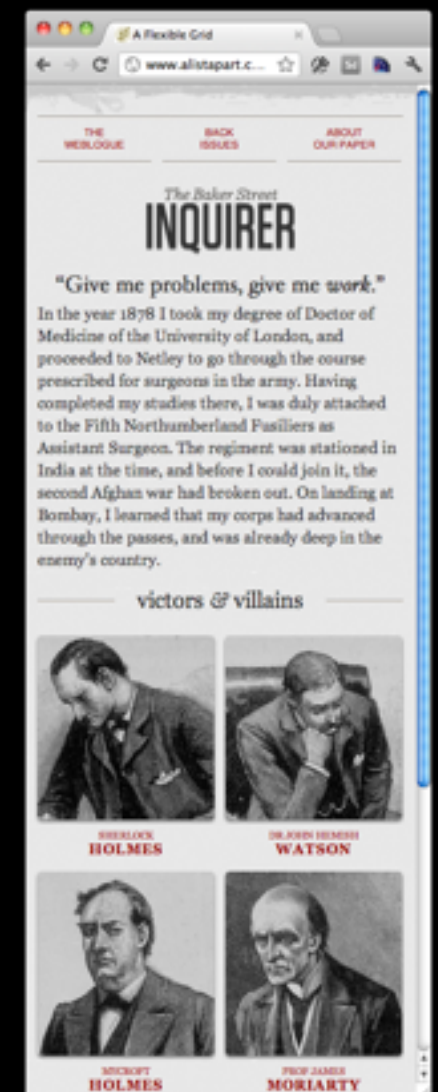 A Flexible Grid
www.alistapart.c...
THE WEBLOGUE
BACK ISSUES
ABOUT OUR PAPER
The Baker Street
INQUIRER
“Give me problems, give me work.”
In the year 1878 I took my degree of Doctor of
Medicine of the University of London, and
proceeded to Netley to go through the course
prescribed for surgeons in the army. Having
completed my studies there, I was duly attached
to the Fifth Northumberland Fusiliers as
Assistant Surgeon. The regiment was stationed in
India at the time, and before I could join it, the
second Afghan war had broken out. On landing at
Bombay, I learned that my corps had advanced
through the passes, and was already deep in the
enemy’s country.
victors & villains
SHERLOCK
HOLMES
DR. JOHN HEMISH
WATSON
MYCROFT
HOLMES
PROF. JAMES
MORIARTY